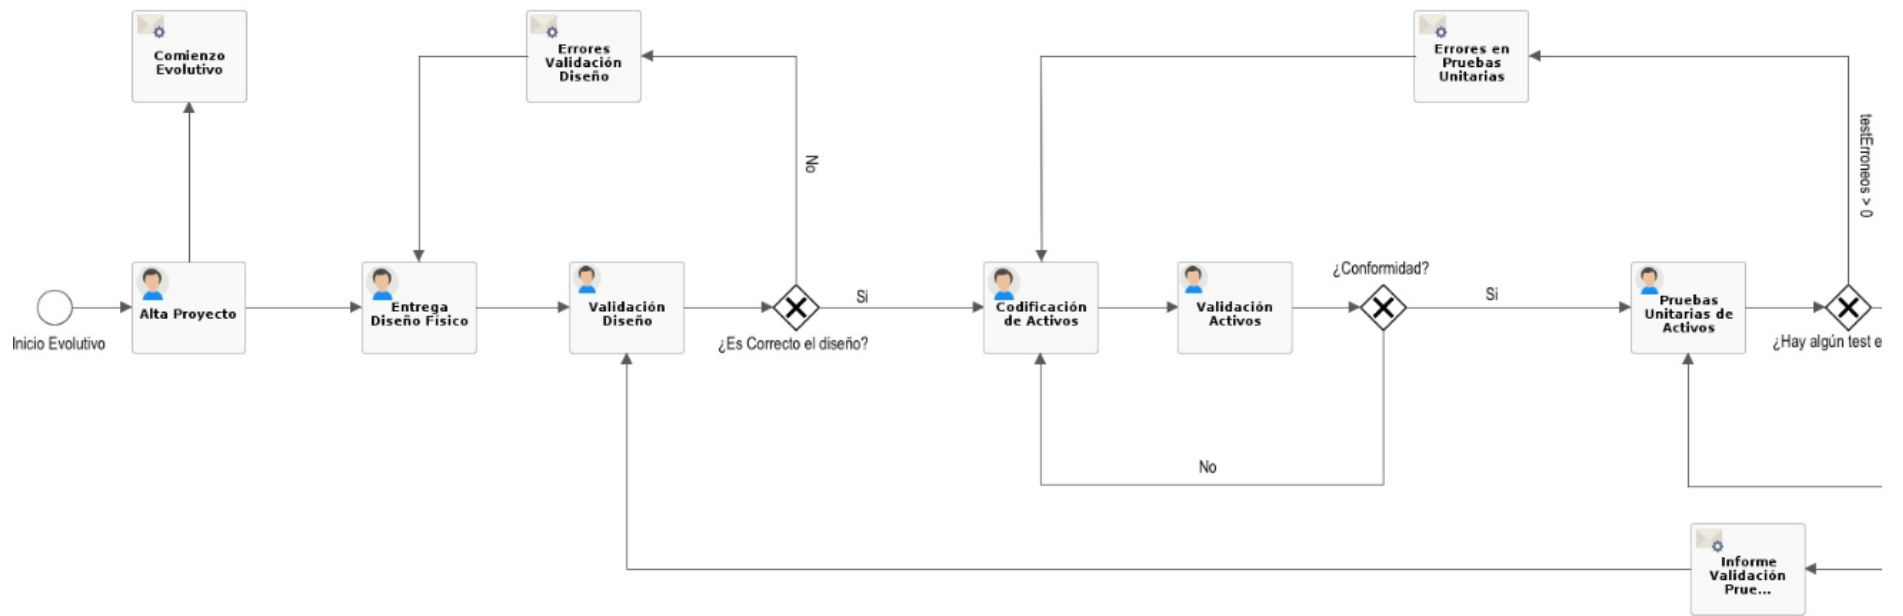 Comienzo
Evolutivo
Errores
Validación
Diseño
Errores en
Pruebas
Unitarias
No
testErroneos > 0
Inicio Evolutivo
Alta Proyecto
Entrega
Diseño Físico
Validación
Diseño
¿Es Correcto el diseño?
Si
Codificación
de Activos
Validación
Activos
¿Conformidad?
Si
Pruebas
Unitarias de
Activos
¿Hay algún test e
No
Informe
Validación
Prue...